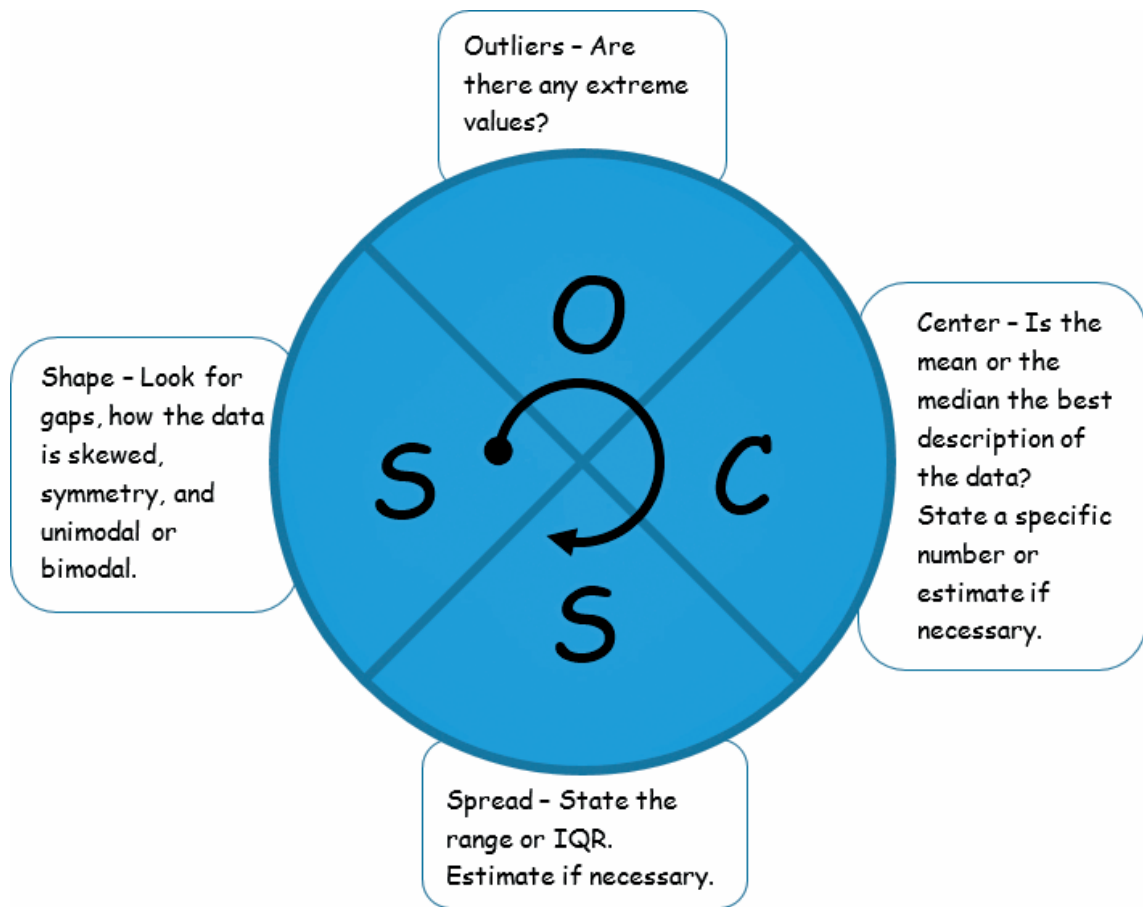 Outliers – Are
there any extreme
values?
O
Center – Is the
mean or the
median the best
description of
the data?
State a specific
number or
estimate if
necessary.
Shape – Look for
gaps, how the data
is skewed,
symmetry, and
unimodal or
bimodal.
S
C
S
Spread – State the
range or IQR.
Estimate if necessary.